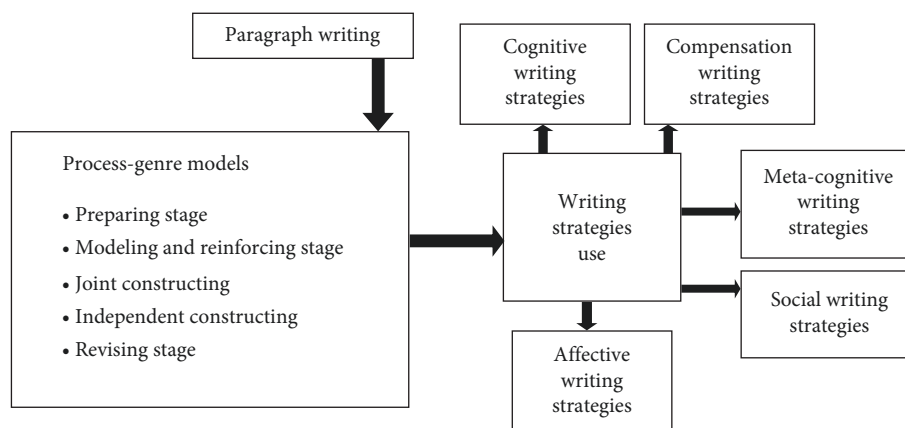 Paragraph writing
Process-genre models
• Preparing stage
• Modeling and reinforcing stage
• Joint constructing
• Independent constructing
• Revising stage
Cognitive
writing
strategies
Compensation
writing
strategies
Writing
strategies
use
Meta-cognitive
writing
strategies
Social writing
strategies
Affective
writing
strategies